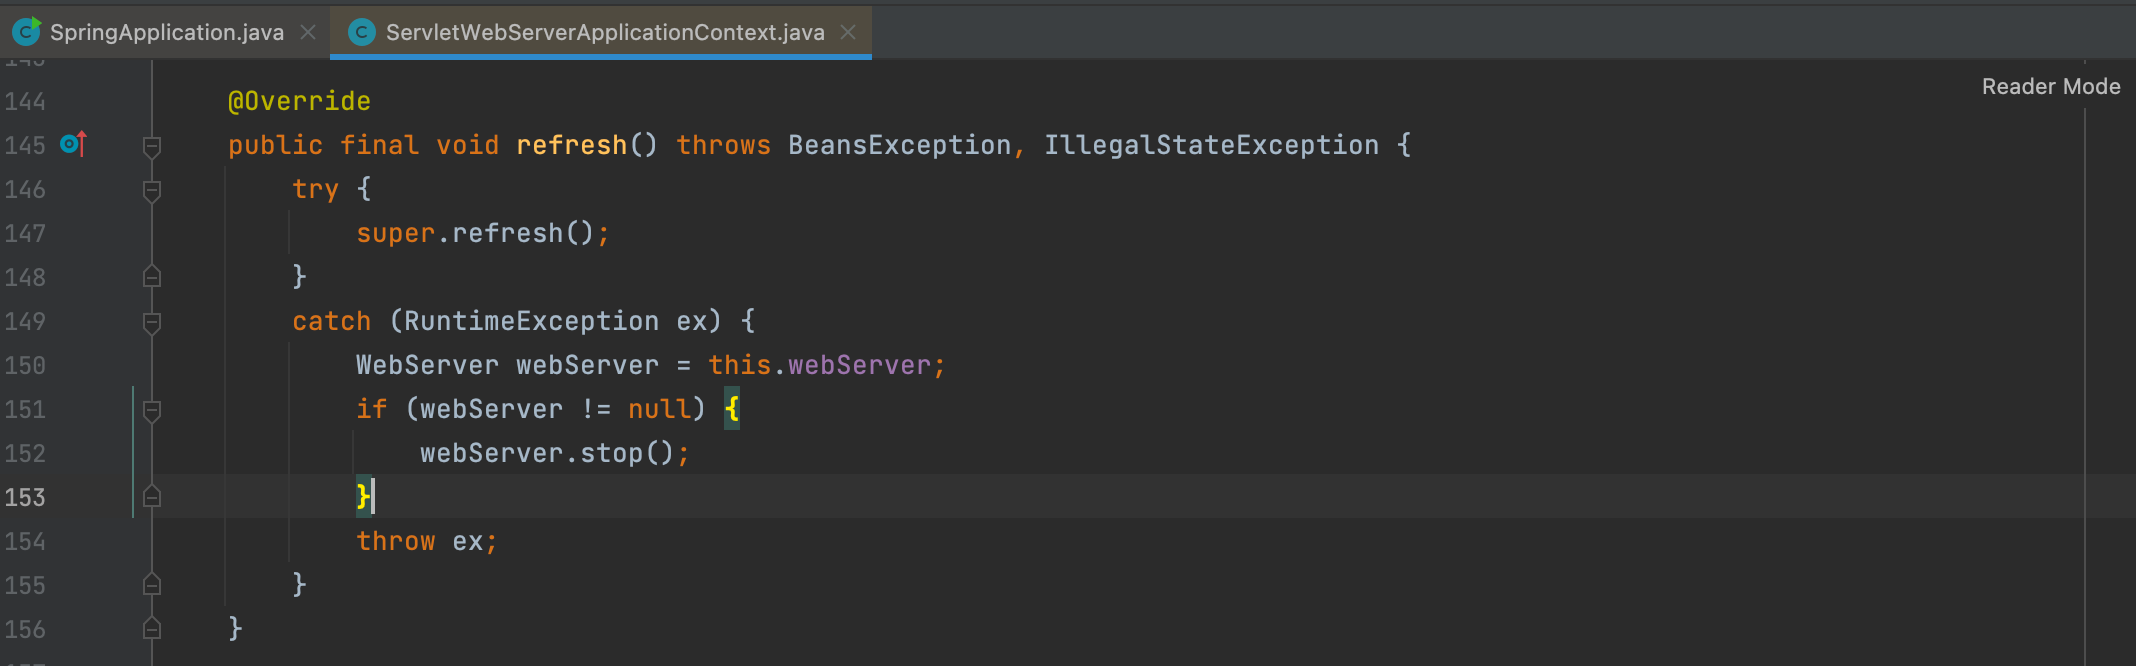 SpringApplication.java
ServletWebServerApplicationContext.java
Reader Mode
144 @Override
145 public final void refresh() throws BeansException, IllegalStateException {
146 try {
147 super.refresh();
148 }
149 catch (RuntimeException ex) {
150 WebServer webServer = this.webServer;
151 if (webServer != null) {
152 webServer.stop();
153 }
154 throw ex;
155 }
156 }